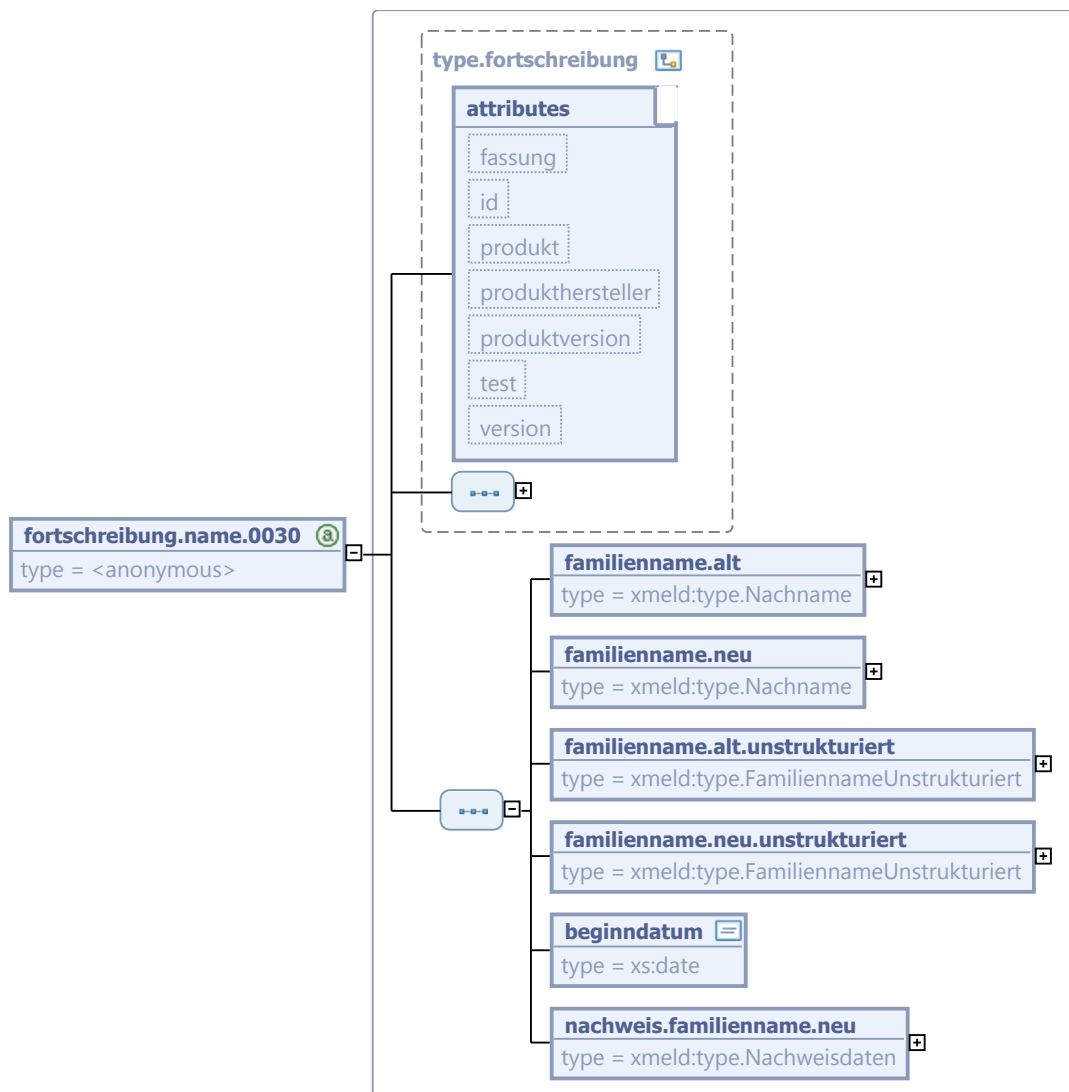 type.fortschreibung
attributes
fassung
id
produkt
produkthersteller
produktversion
test
version
fortschreibung.name.0030 a
type = <anonymous>
familienname.alt
type = xmeld:type.Nachname
familienname.neu
type = xmeld:type.Nachname
familienname.alt.unstrukturiert
type = xmeld:type.FamiliennameUnstrukturiert
familienname.neu.unstrukturiert
type = xmeld:type.FamiliennameUnstrukturiert
beginndatum
type = xs:date
nachweis.familienname.neu
type = xmeld:type.Nachweisdaten